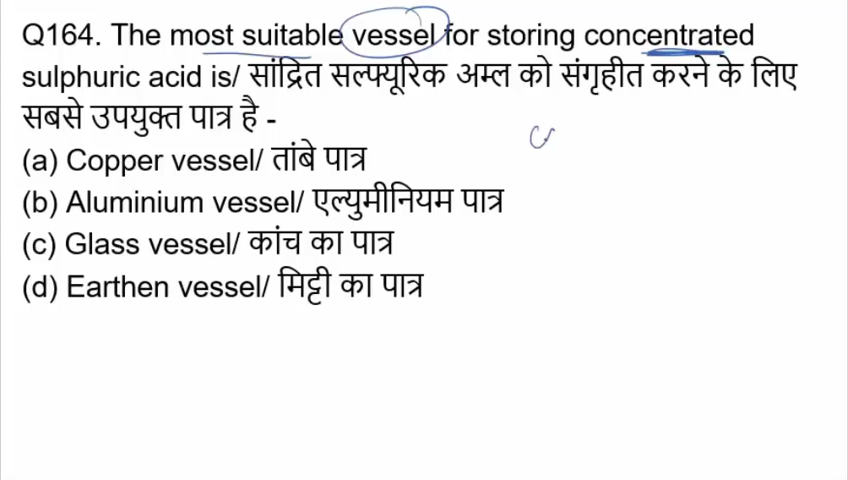 Q164. The most suitable vessel for storing concentrated
sulphuric acid is/ सांद्रित सल्फ्यूरिक अम्ल को संगृहीत करने के लिए
सबसे उपयुक्त पात्र है -
(a) Copper vessel/ तांबे पात्र
(b) Aluminium vessel/ एल्युमीनियम पात्र
(c) Glass vessel/ कांच का पात्र
(d) Earthen vessel/ मिट्टी का पात्र